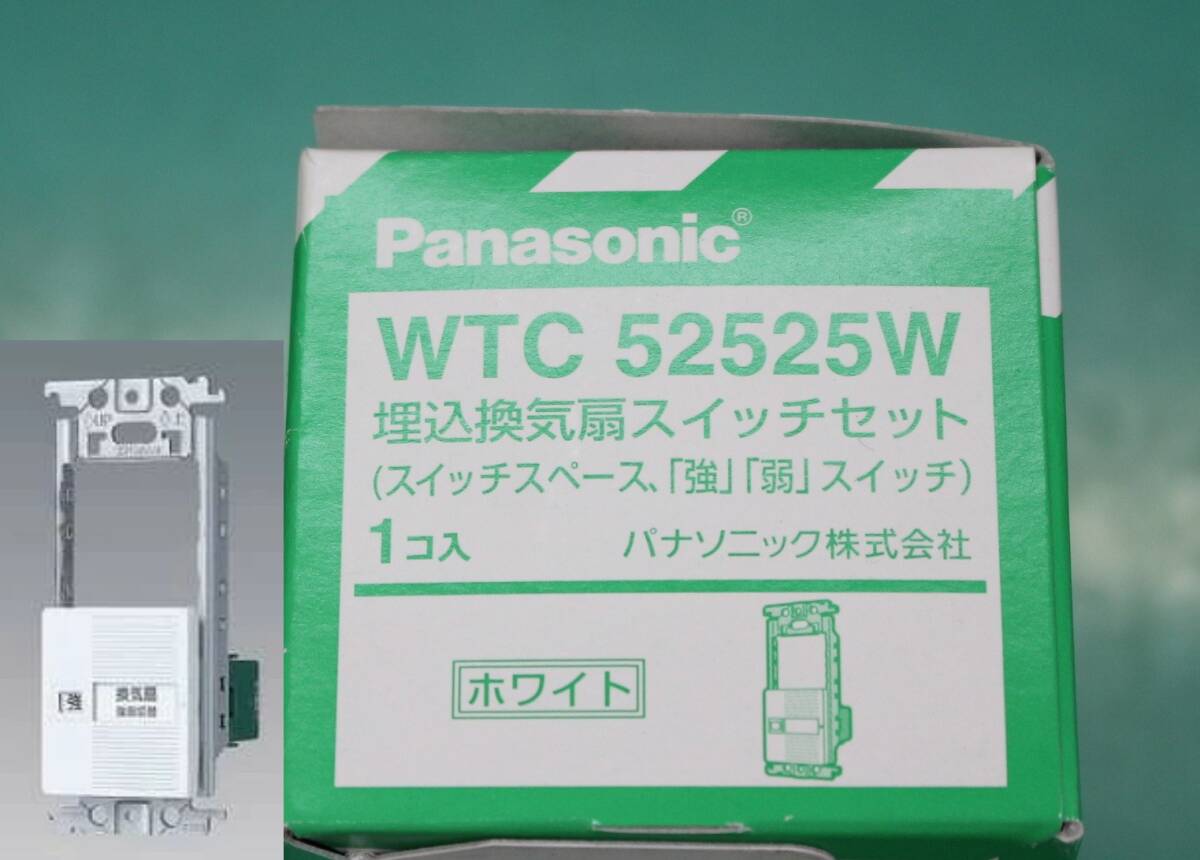 Panasonic®
WTC 52525W
埋込換気扇スイッチセット
(スイッチスペース、「強」「弱」スイッチ)
1コ入 パナソニック株式会社
ホワイト
UP
強
換気扇